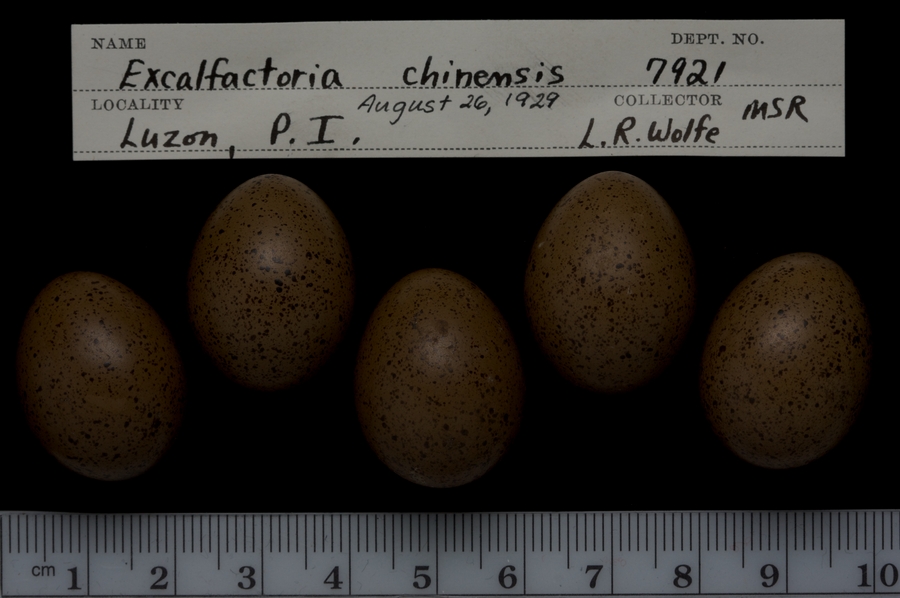 NAME DEPT. NO.
Excalfactoria chinensis 7921
LOCALITY August 26, 1929 COLLECTOR MSR
Luzon, P. I. L. R. Wolfe
cm 1 2 3 4 5 6 7 8 9 10